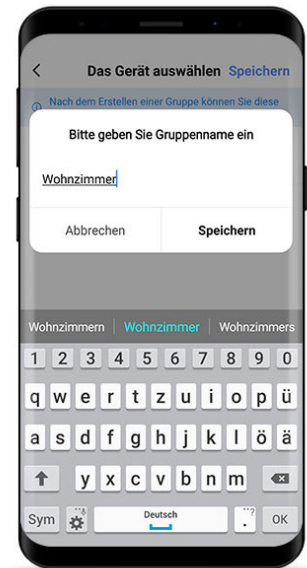 Das Gerät auswählen Speichern
Nach dem Erstellen einer Gruppe können Sie diese
Bitte geben Sie Gruppenname ein
Wohnzimmer
Abbrechen Speichern
Wohnzimmern Wohnzimmer Wohnzimmers
1 2 3 4 5 6 7 8 9 0
q w e r t z u i o p ü
a s d f g h j k l ö ä
y x c v b n m
Sym Deutsch . ...? OK